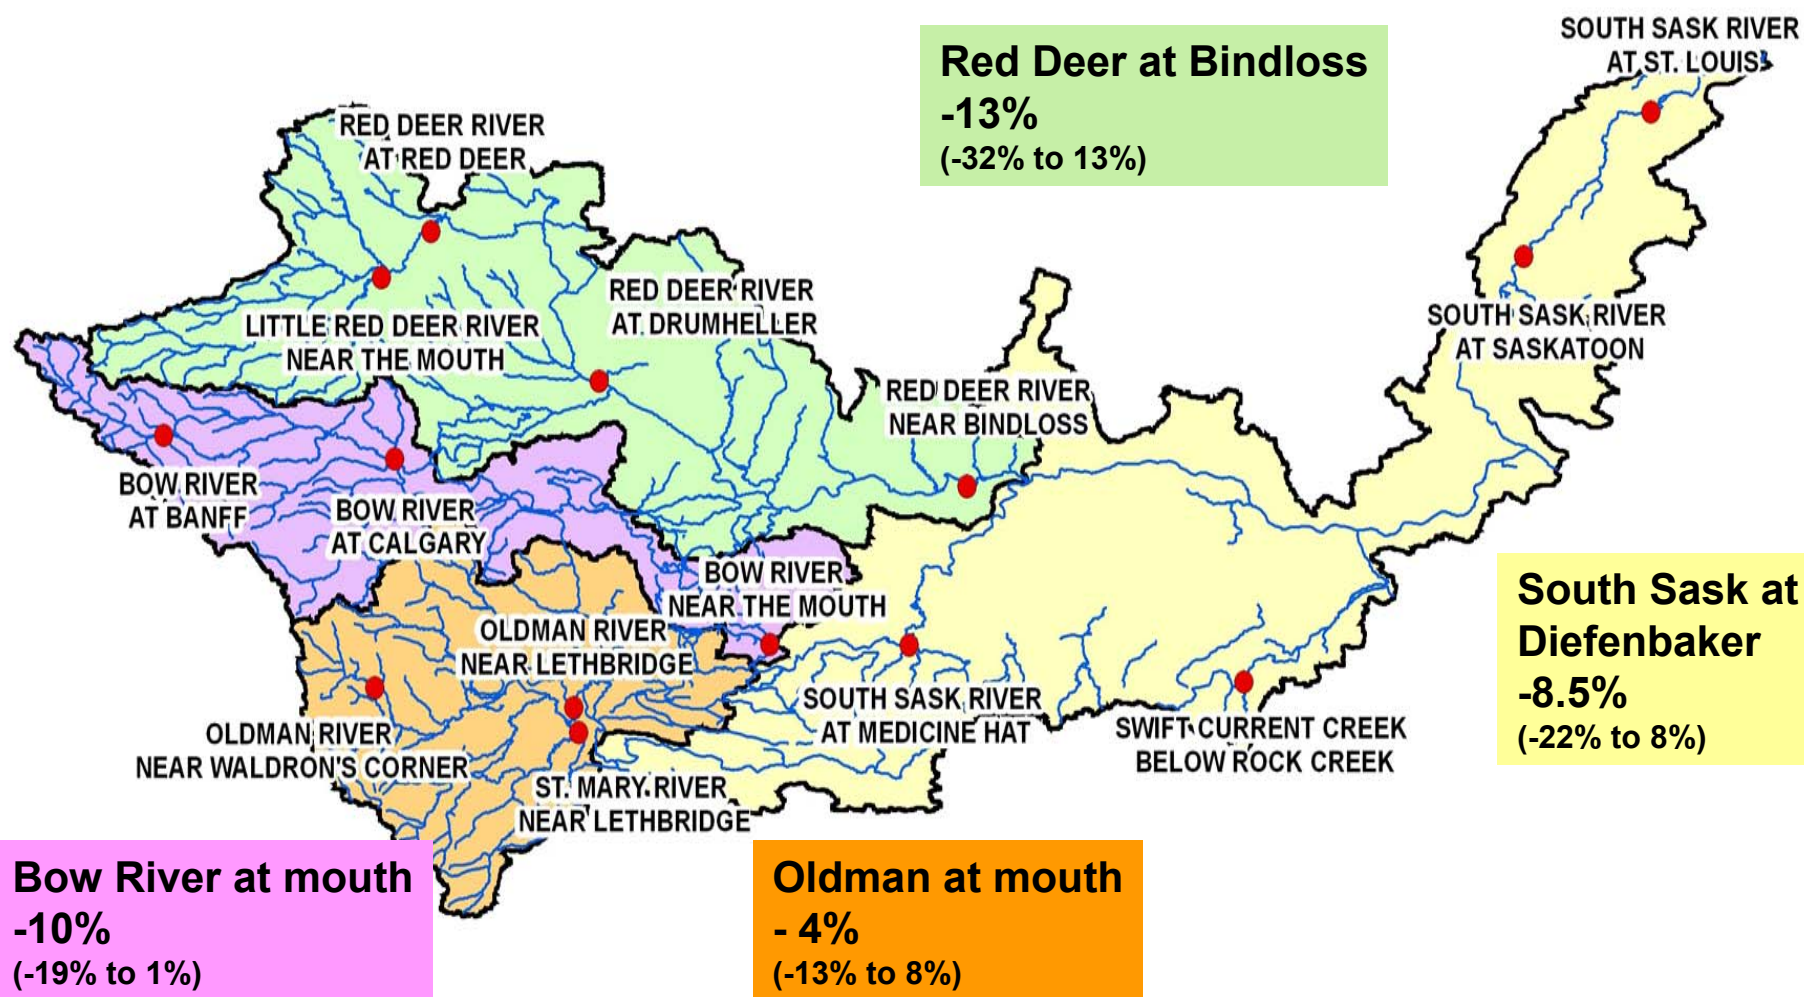 SOUTH SASK RIVER
AT ST. LOUIS
Red Deer at Bindloss
-13%
(-32% to 13%)
RED DEER RIVER
AT RED DEER
RED DEER RIVER
AT DRUMHELLER
LITTLE RED DEER RIVER
NEAR THE MOUTH
SOUTH SASK RIVER
AT SASKATOON
RED DEER RIVER
NEAR BINDLOSS
BOW RIVER
AT BANFF
BOW RIVER
AT CALGARY
BOW RIVER
NEAR THE MOUTH
South Sask at
Diefenbaker
-8.5%
(-22% to 8%)
OLDMAN RIVER
NEAR LETHBRIDGE
SOUTH SASK RIVER
AT MEDICINE HAT
SWIFT CURRENT CREEK
BELOW ROCK CREEK
OLDMAN RIVER
NEAR WALDRON'S CORNER
ST. MARY RIVER
NEAR LETHBRIDGE
Bow River at mouth
-10%
(-19% to 1%)
Oldman at mouth
- 4%
(-13% to 8%)